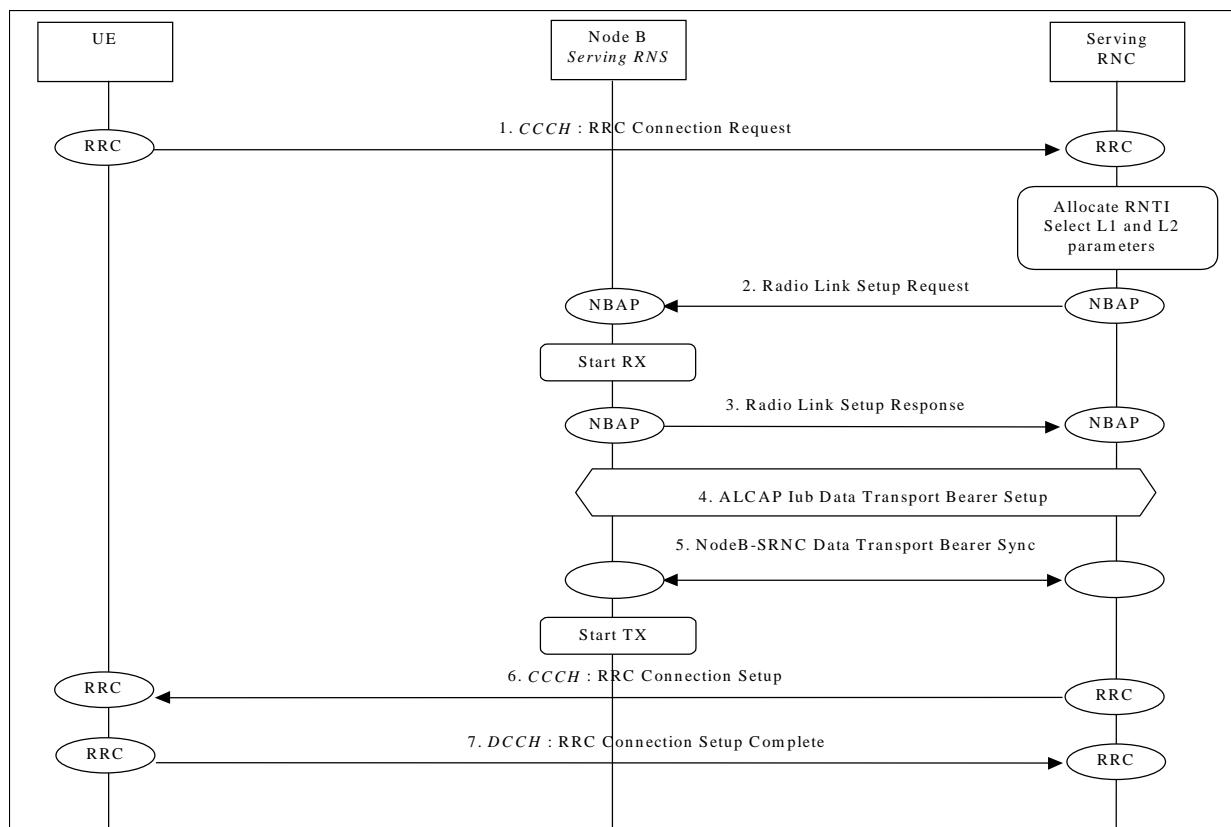 UE
Node B
Serving RNS
Serving
RNC
1. CCCH : RRC Connection Request
RRC
RRC
Allocate RNTI
Select L1 and L2
parameters
2. Radio Link Setup Request
NBAP
NBAP
Start RX
3. Radio Link Setup Response
NBAP
NBAP
4. ALCAP Iub Data Transport Bearer Setup
5. NodeB-SRNC Data Transport Bearer Sync
Start TX
6. CCCH : RRC Connection Setup
RRC
RRC
7. DCCH : RRC Connection Setup Complete
RRC
RRC